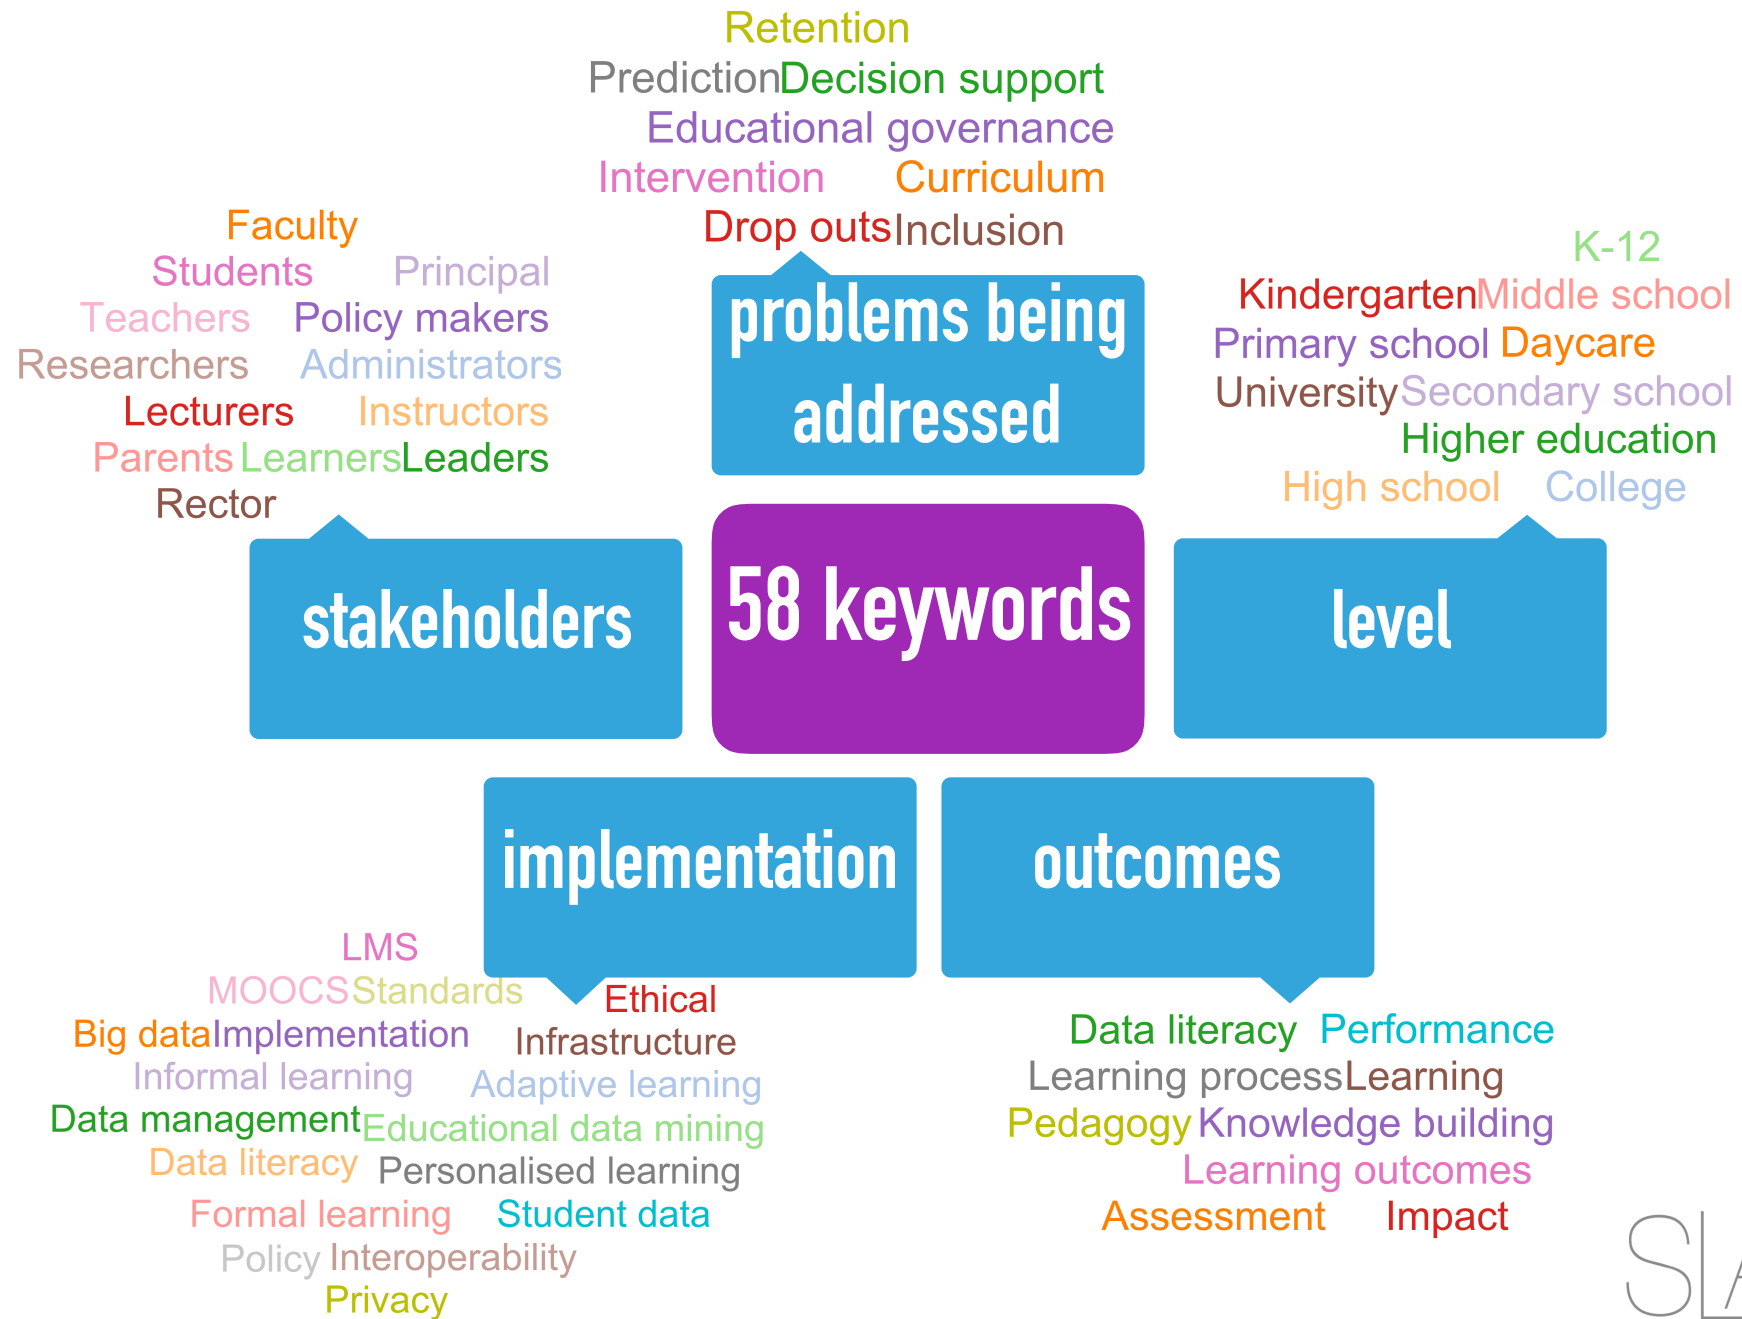 Retention
Prediction Decision support
Educational governance
Intervention Curriculum
Drop outs Inclusion
problems being
addressed
Faculty
Students Principal
Teachers Policy makers
Researchers Administrators
Lecturers Instructors
Parents Learners Leaders
Rector
stakeholders
58 keywords
K-12
Kindergarten Middle school
Primary school Daycare
University Secondary school
Higher education
High school College
level
implementation
LMS
MOOCS Standards
Ethical
Big data Implementation
Infrastructure
Informal learning Adaptive learning
Data management Educational data mining
Data literacy Personalised learning
Formal learning Student data
Policy Interoperability
Privacy
outcomes
Data literacy Performance
Learning process Learning
Pedagogy Knowledge building
Learning outcomes
Assessment Impact